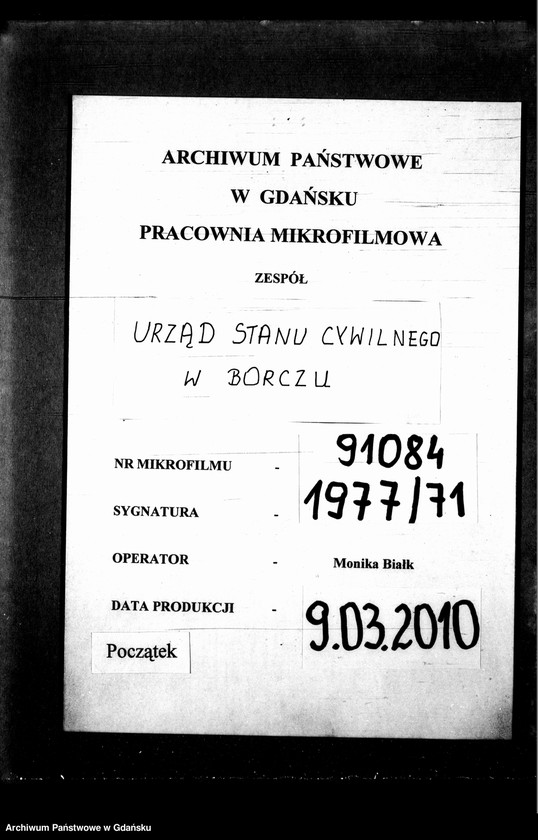 ARCHIWUM PAŃSTWOWE
W GDAŃSKU
PRACOWNIA MIKROFILMOWA
ZESPÓŁ
URZĄD STANU CYWILNEGO
W BORCZU
NR MIKROFILMU - 91084
SYGNATURA - 1977/71
OPERATOR - Monika Białk
DATA PRODUKCJI - 9.03.2010
Początek
Archiwum Państwowe w Gdańsku